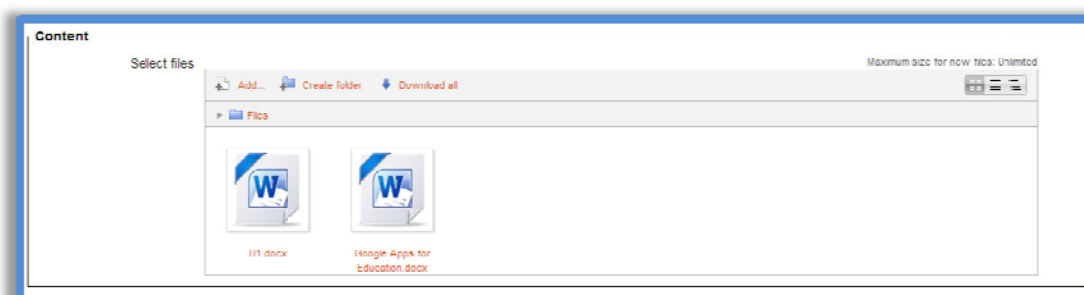 Content
Select files
Maximum size for new files: Unlimited
Add... Create folder Download all
Files
W W
.docx Google Apps for
Education.docx